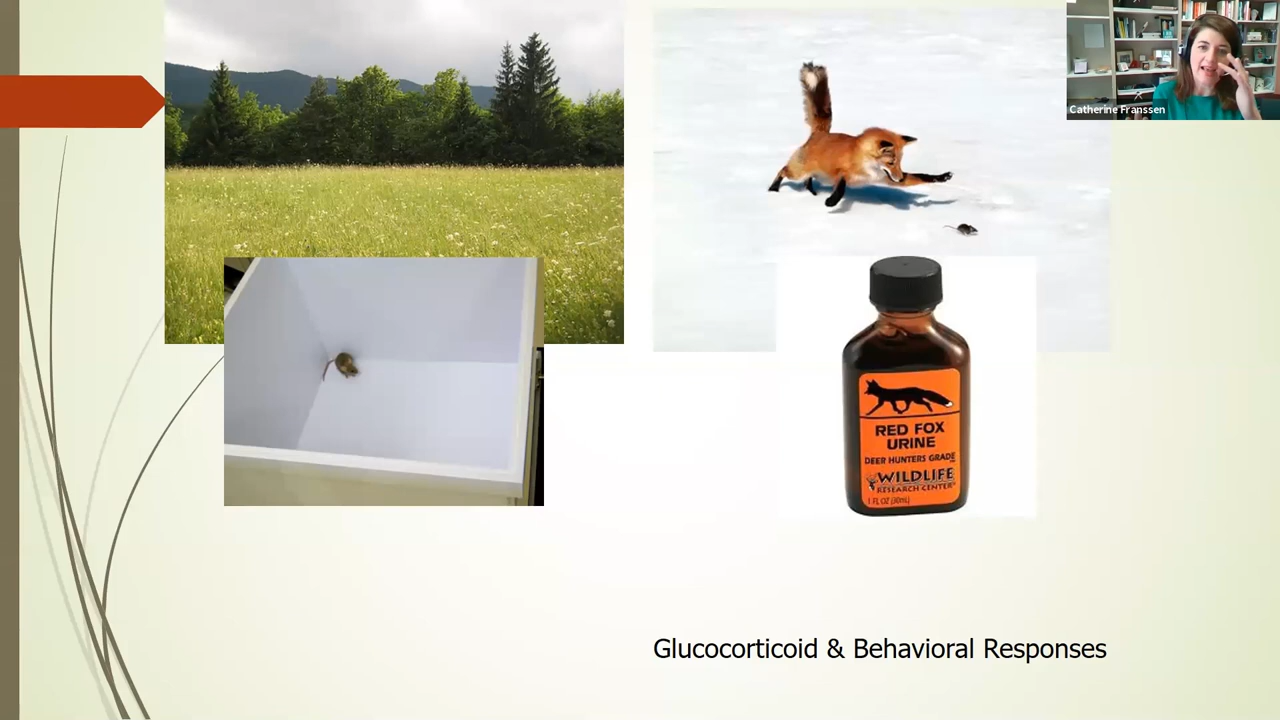 Catherine Franssen
RED FOX
URINE
DEER HUNTERS GRADE
WILDLIFE
RESEARCH CENTER
1 FL OZ (30mL)
Glucocorticoid & Behavioral Responses